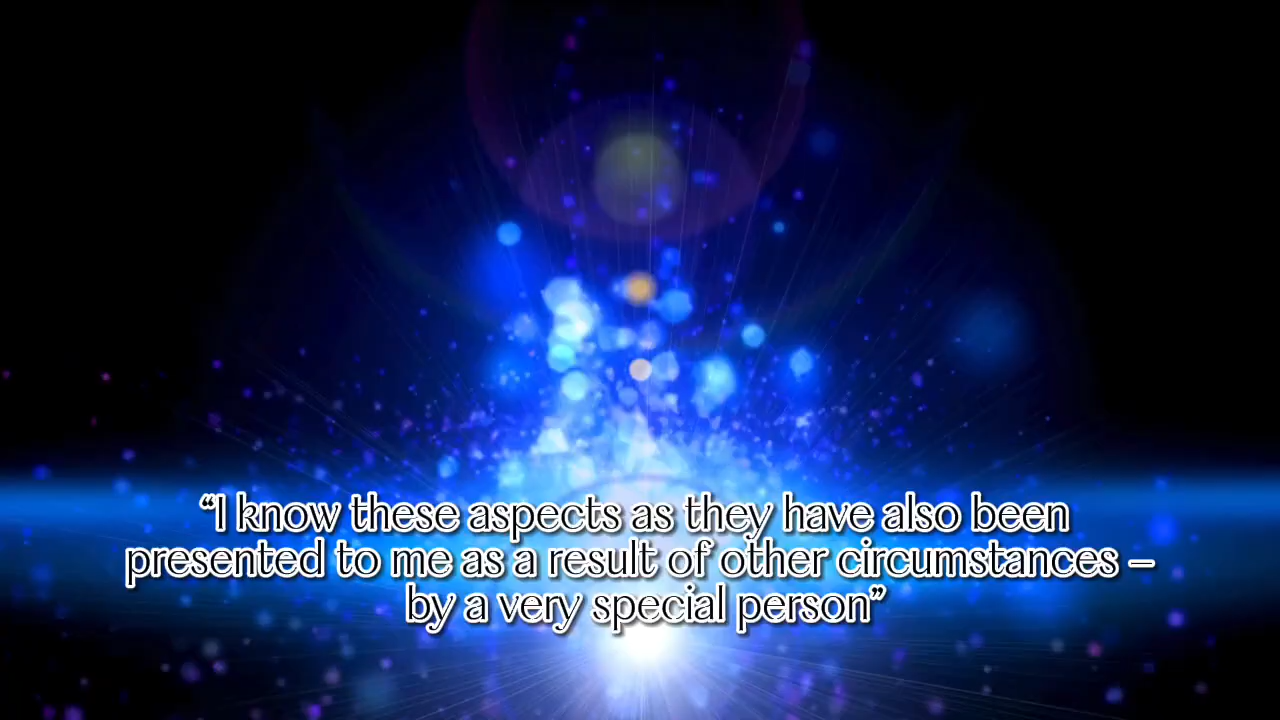 “I know these aspects as they have also been
presented to me as a result of other circumstances –
by a very special person”